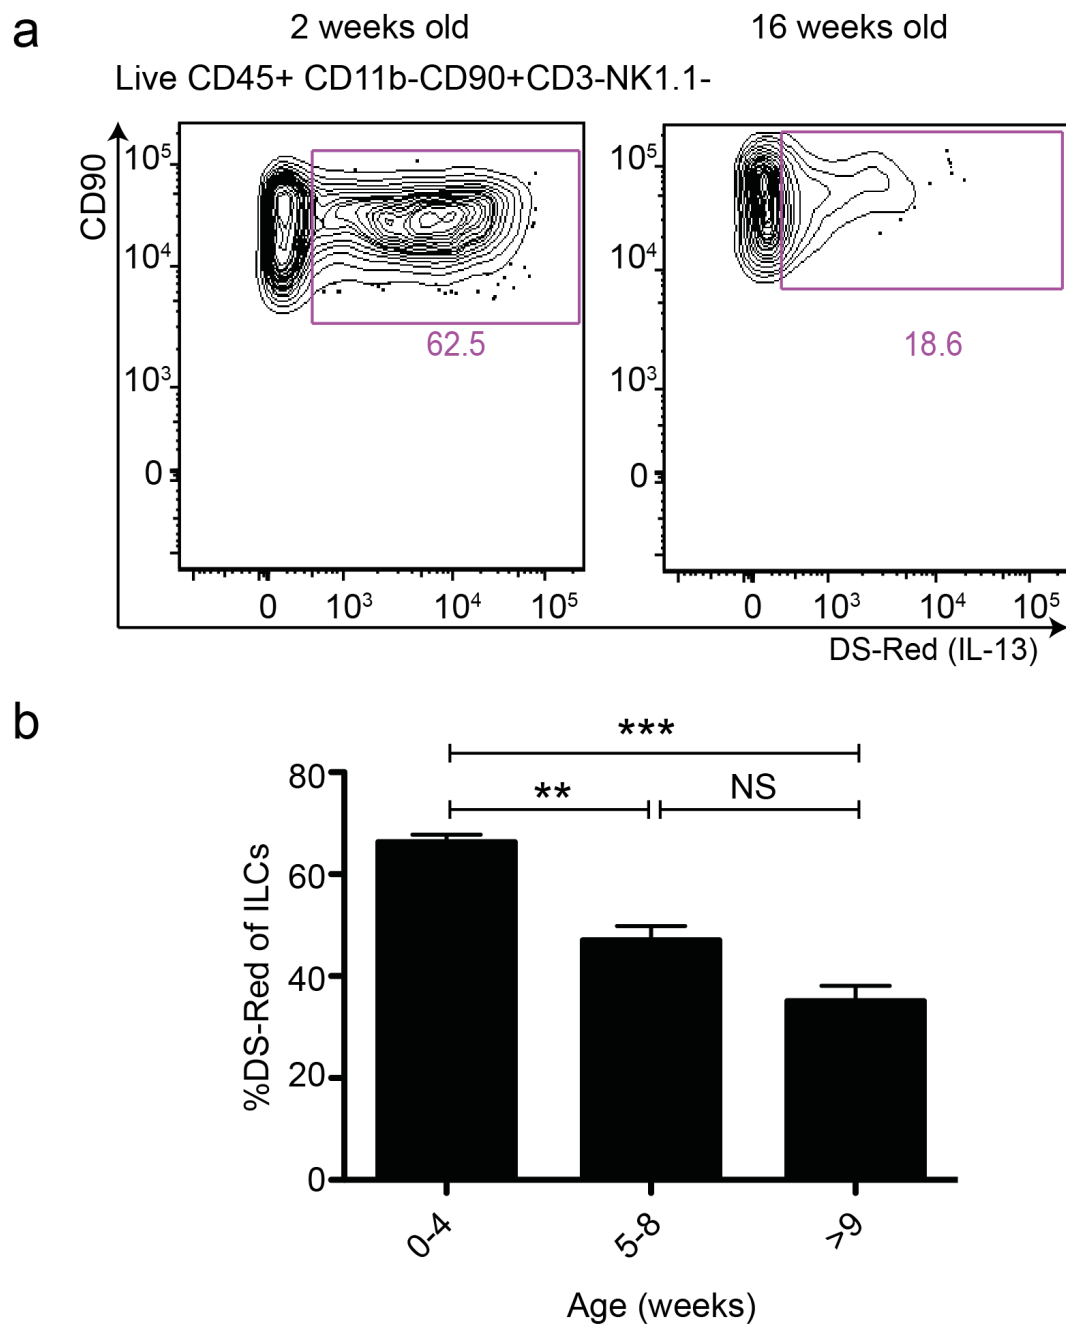 a
2 weeks old
16 weeks old
Live CD45+ CD11b-CD90+CD3-NK1.1-
CD90
10⁵
10⁴
10³
0
62.5
0 10³ 10⁴ 10⁵
10⁵
10⁴
10³
0
18.6
0 10³ 10⁴ 10⁵
DS-Red (IL-13)
b
***
** NS
%DS-Red of ILCs
80
60
40
20
0
0-4 5-8 >9
Age (weeks)